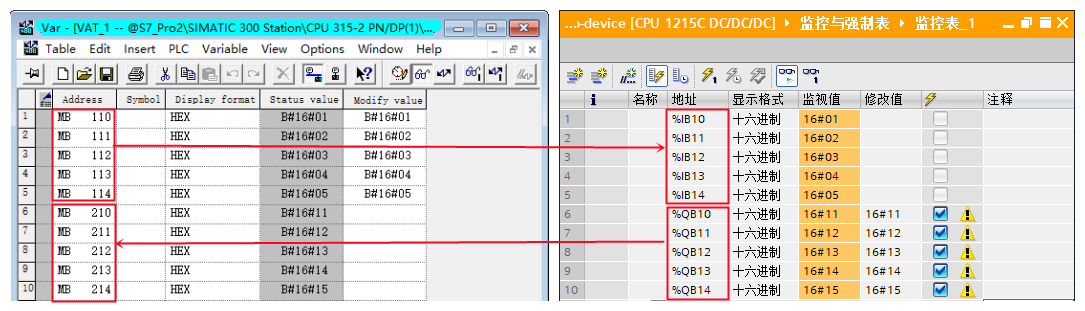 Var - [VAT_1 -- @S7_Pro2\SIMATIC 300 Station\CPU 315-2 PN/DP(1)\...
Table Edit Insert PLC Variable View Options Window Help
Address Symbol Display format Status value Modify value
1 MB 110 HEX B#16#01 B#16#01
2 MB 111 HEX B#16#02 B#16#02
3 MB 112 HEX B#16#03 B#16#03
4 MB 113 HEX B#16#04 B#16#04
5 MB 114 HEX B#16#05 B#16#05
6 MB 210 HEX B#16#11
7 MB 211 HEX B#16#12
8 MB 212 HEX B#16#13
9 MB 213 HEX B#16#14
10 MB 214 HEX B#16#15
...o-device [CPU 1215C DC/DC/DC] 监控与强制表 监控表_1
i 名称 地址 显示格式 监视值 修改值 注释
1 %IB10 十六进制 16#01
2 %IB11 十六进制 16#02
3 %IB12 十六进制 16#03
4 %IB13 十六进制 16#04
5 %IB14 十六进制 16#05
6 %QB10 十六进制 16#11 16#11
7 %QB11 十六进制 16#12 16#12
8 %QB12 十六进制 16#13 16#13
9 %QB13 十六进制 16#14 16#14
10 %QB14 十六进制 16#15 16#15